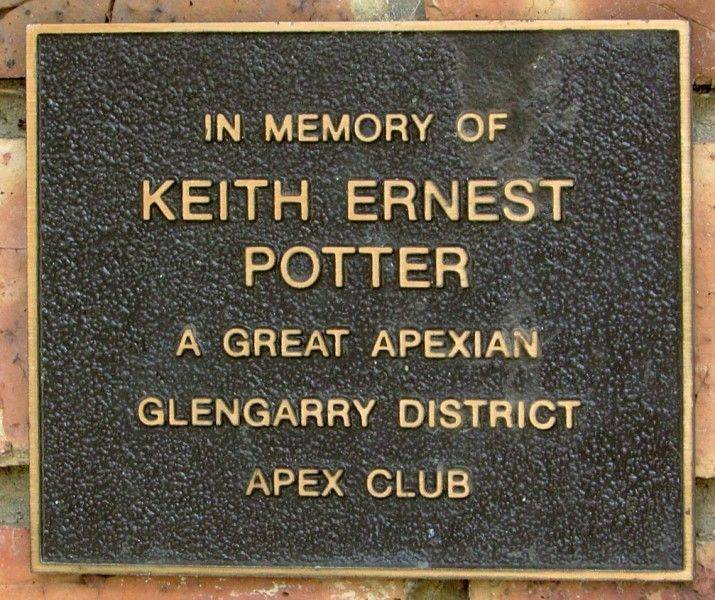 IN MEMORY OF
KEITH ERNEST
POTTER
A GREAT APEXIAN
GLENGARRY DISTRICT
APEX CLUB